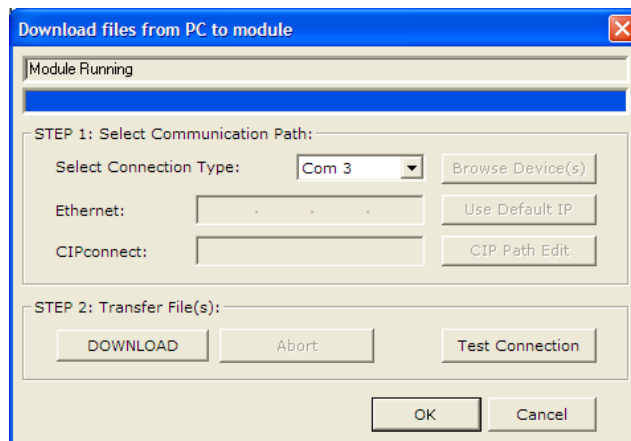 Download files from PC to module
Module Running
STEP 1: Select Communication Path:
Select Connection Type: Com 3 Browse Device(s)
Ethernet: . . . Use Default IP
CIPconnect: CIP Path Edit
STEP 2: Transfer File(s):
DOWNLOAD Abort Test Connection
OK Cancel